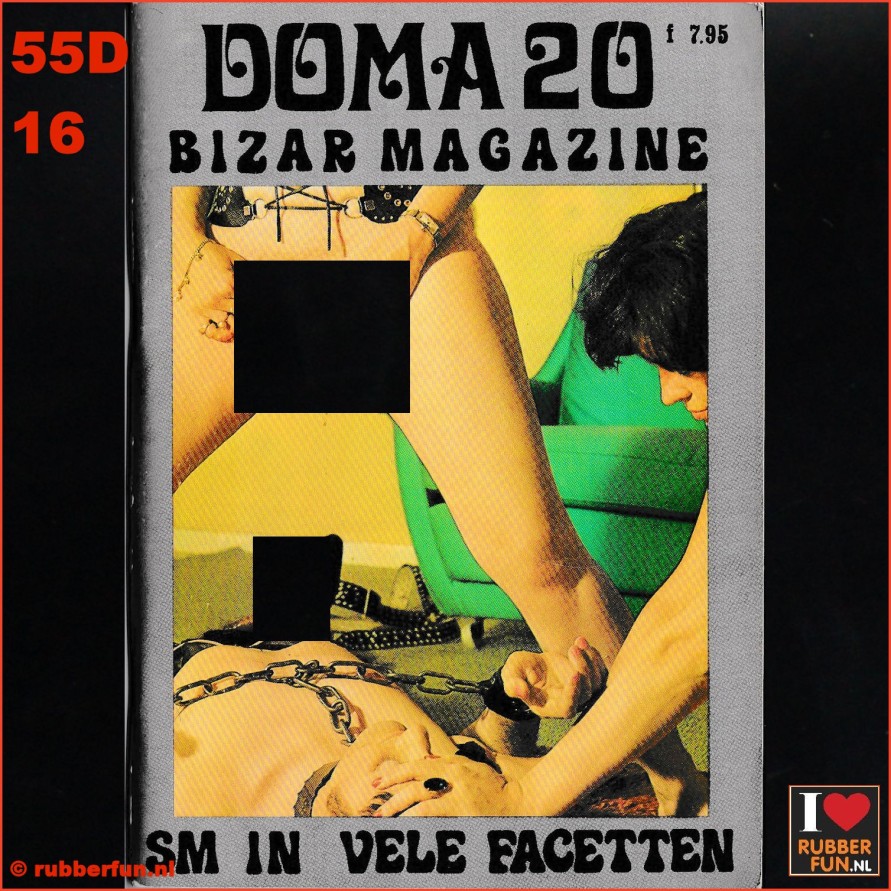 55D
16
DOMA 20
f 7.95
BIZAR MAGAZINE
SM IN VELE FACETTEN
© rubberfun.nl
I
RUBBER
FUN.NL